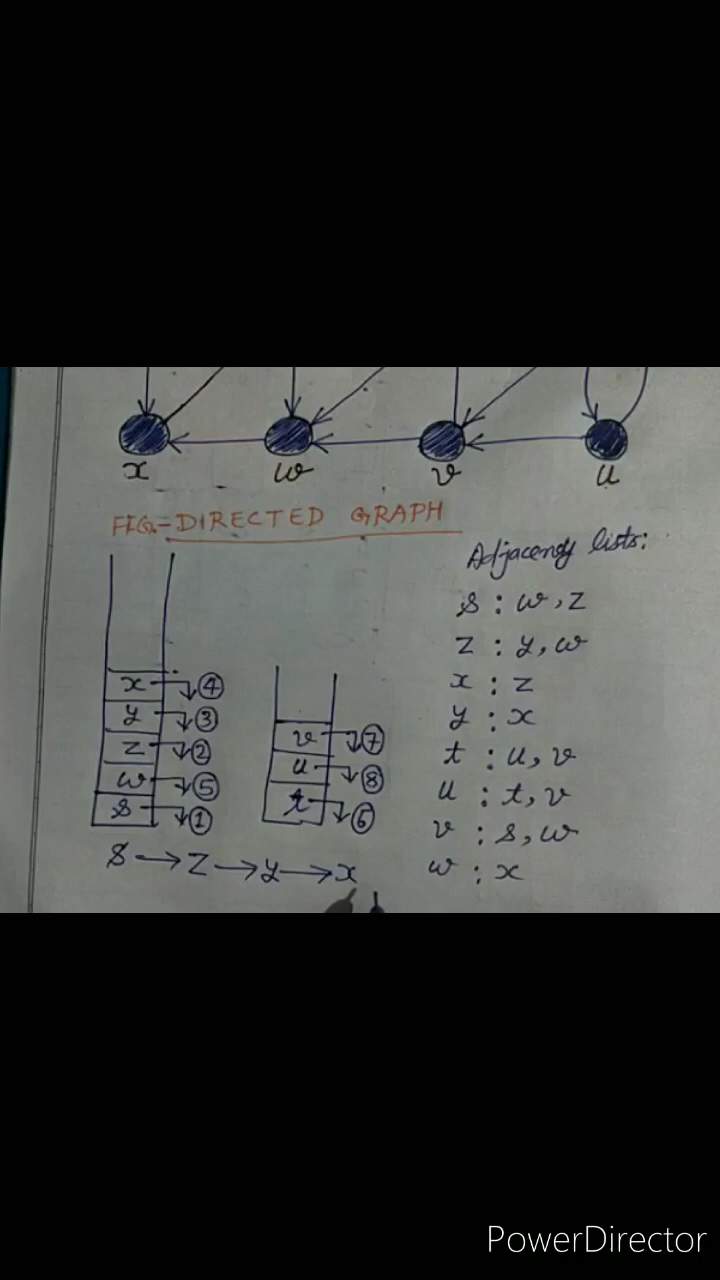 x w v u
FIG.-DIRECTED GRAPH
Adjacency lists:
s : w, z
z : y, w
x : z
y : x
t : u, v
u : t, v
v : s, w
w : x
x 4
y 3
z 2
w 5
s 1
v 7
u 8
t 6
s → z → y → x
PowerDirector